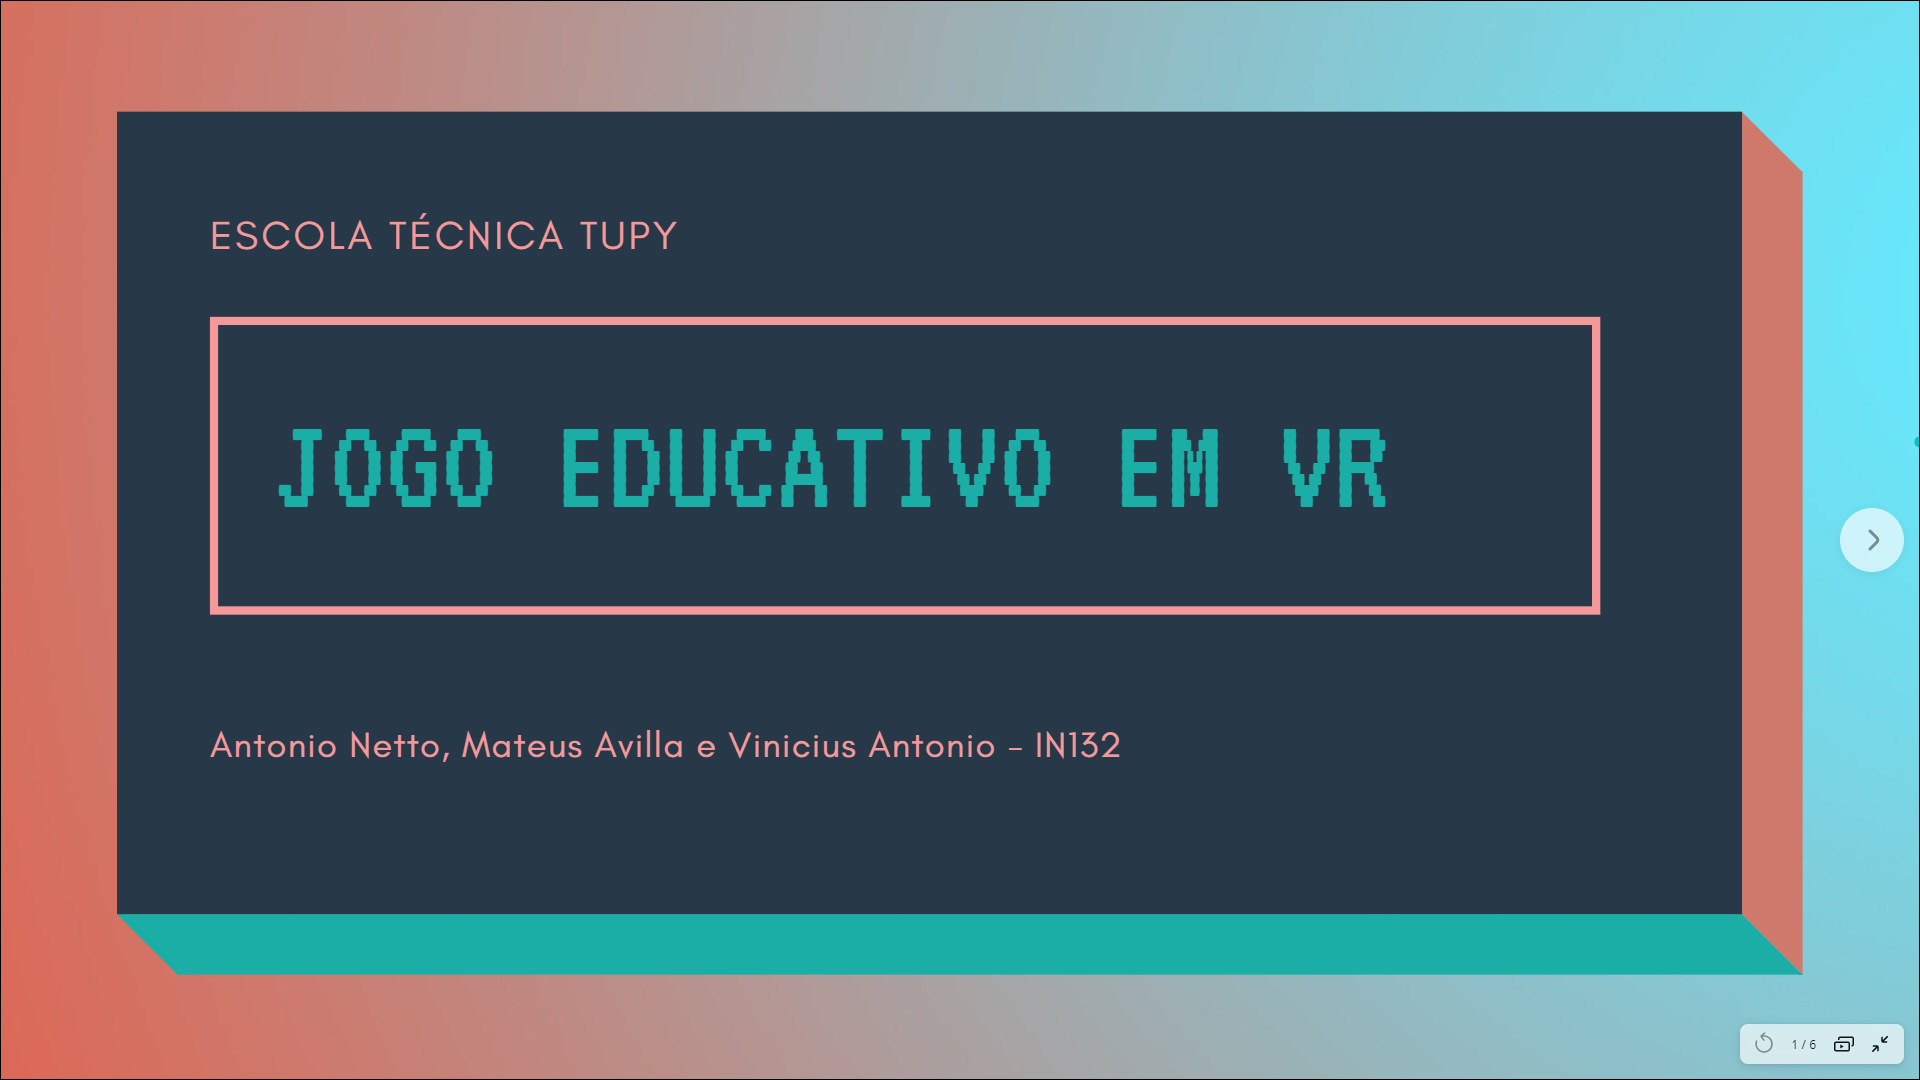 ESCOLA TÉCNICA TUPY
JOGO EDUCATIVO EM VR
Antonio Netto, Mateus Avilla e Vinicius Antonio – IN132
1 / 6